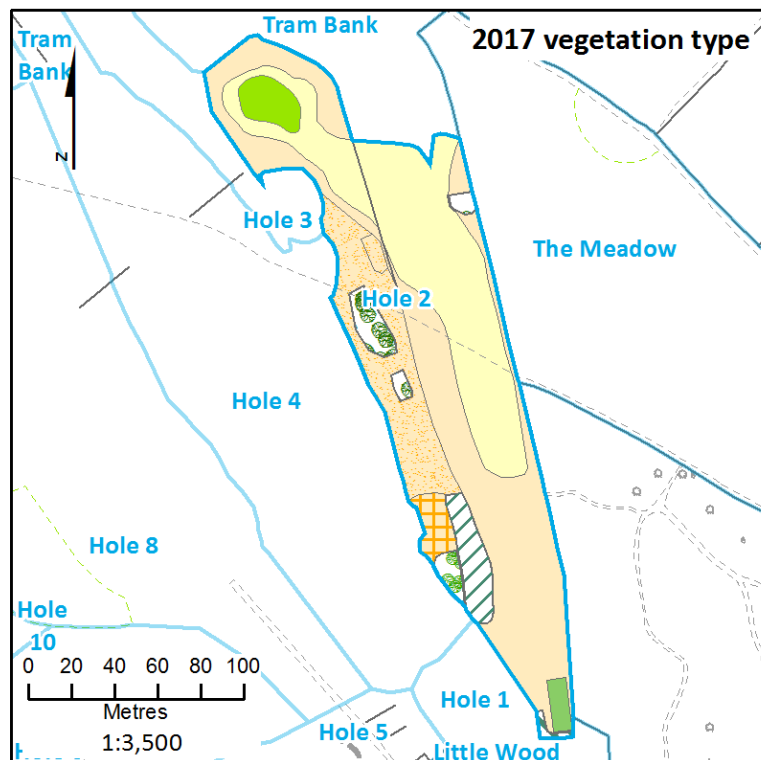 Tram Bank
2017 vegetation type
Tram
Bank
N
Hole 3
The Meadow
Hole 2
Hole 4
Hole 8
Hole
10
0 20 40 60 80 100
Metres
1:3,500
Hole 1
Hole 5
Little Wood